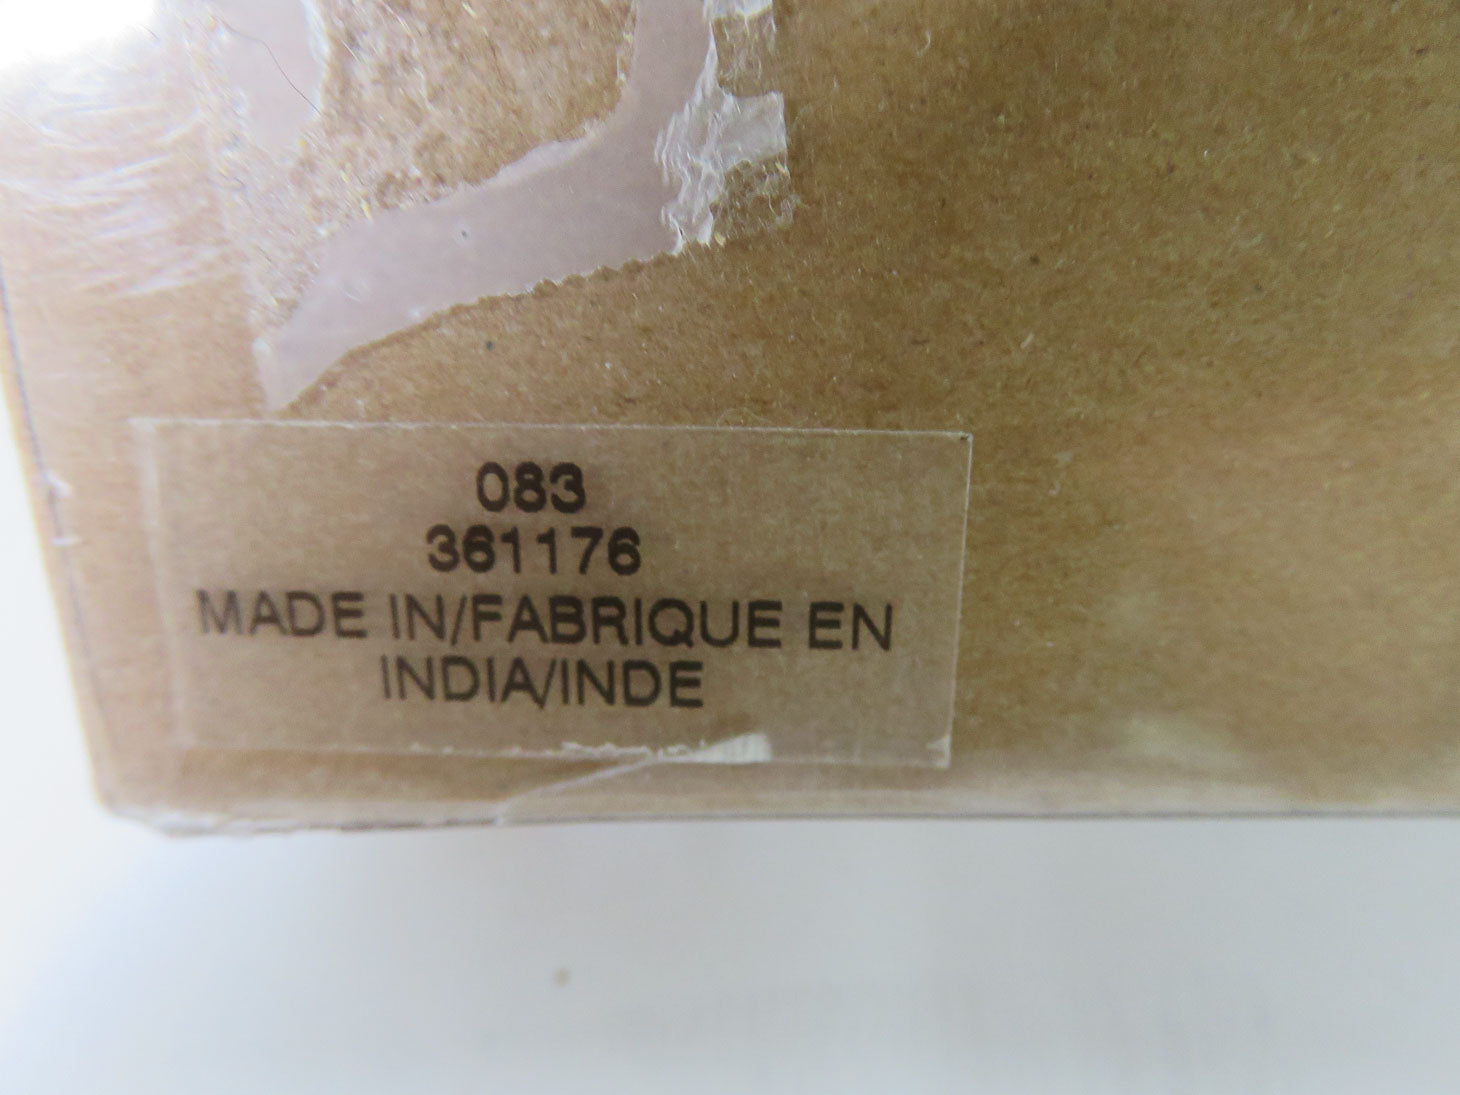 083
361176
MADE IN/FABRIQUE EN
INDIA/INDE